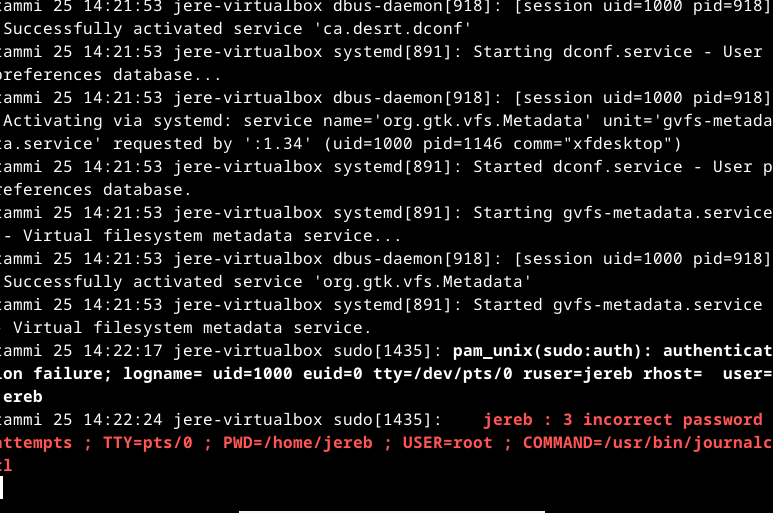 tammi 25 14:21:53 jere-virtualbox dbus-daemon[918]: [session uid=1000 pid=918]
 Successfully activated service 'ca.desrt.dconf'
tammi 25 14:21:53 jere-virtualbox systemd[891]: Starting dconf.service - User
preferences database...
tammi 25 14:21:53 jere-virtualbox dbus-daemon[918]: [session uid=1000 pid=918]
 Activating via systemd: service name='org.gtk.vfs.Metadata' unit='gvfs-metada
ta.service' requested by ':1.34' (uid=1000 pid=1146 comm="xfdesktop")
tammi 25 14:21:53 jere-virtualbox systemd[891]: Started dconf.service - User p
references database.
tammi 25 14:21:53 jere-virtualbox systemd[891]: Starting gvfs-metadata.service
 - Virtual filesystem metadata service...
tammi 25 14:21:53 jere-virtualbox dbus-daemon[918]: [session uid=1000 pid=918]
 Successfully activated service 'org.gtk.vfs.Metadata'
tammi 25 14:21:53 jere-virtualbox systemd[891]: Started gvfs-metadata.service
- Virtual filesystem metadata service.
tammi 25 14:22:17 jere-virtualbox sudo[1435]: pam_unix(sudo:auth): authenticat
ion failure; logname= uid=1000 euid=0 tty=/dev/pts/0 ruser=jereb rhost=  user=
jereb
tammi 25 14:22:24 jere-virtualbox sudo[1435]:    jereb : 3 incorrect password
attempts ; TTY=pts/0 ; PWD=/home/jereb ; USER=root ; COMMAND=/usr/bin/journalc
tl